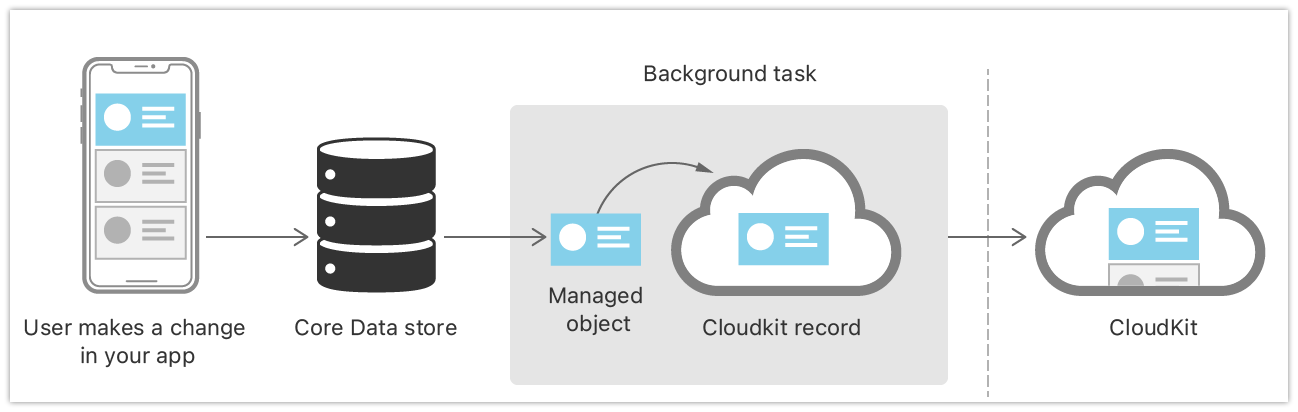 Background task
User makes a change
in your app
Core Data store
Managed
object
Cloudkit record
CloudKit